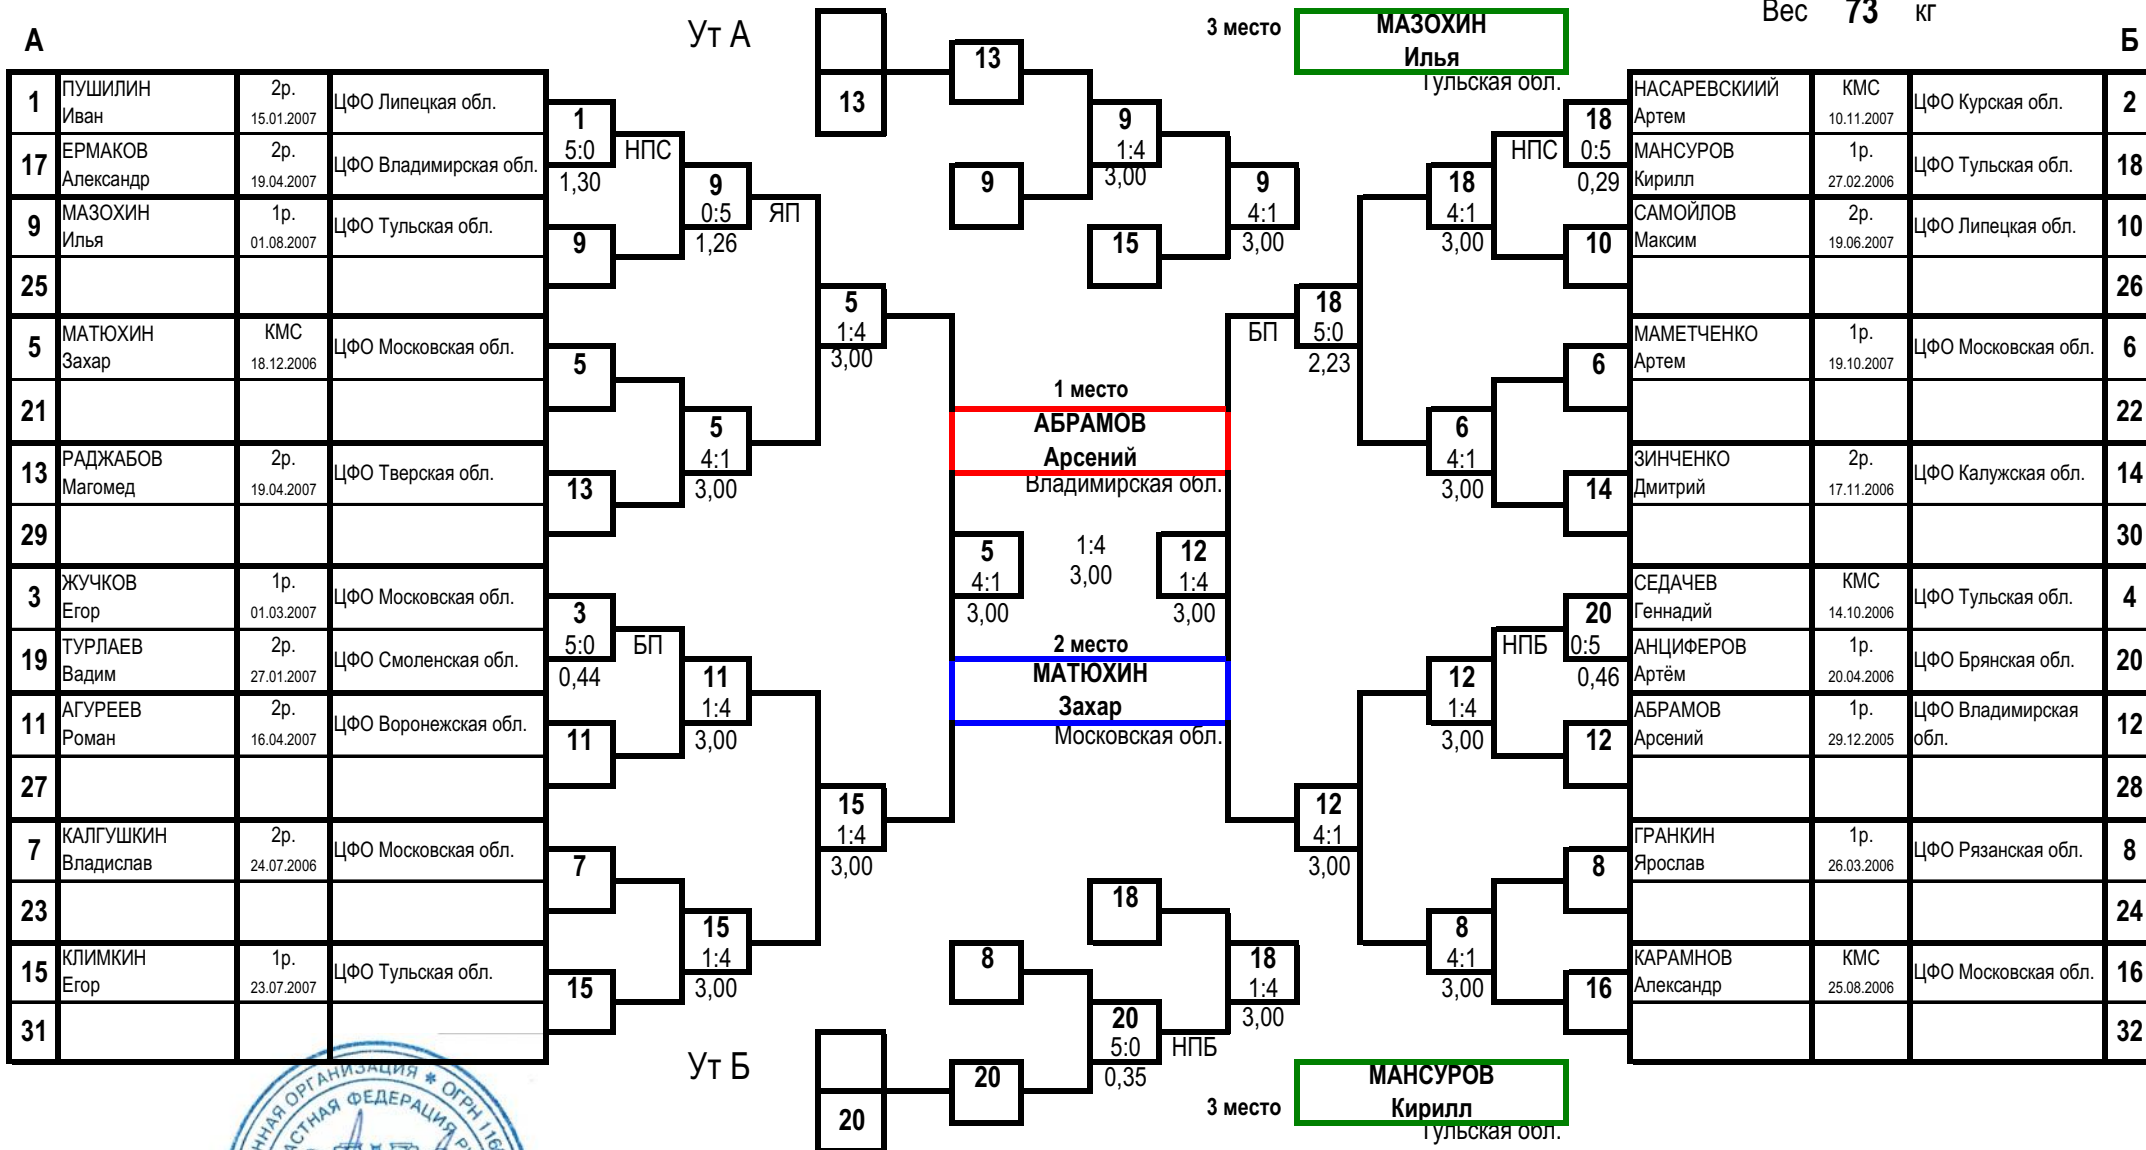 Вес 73 кг
А
Ут А
3 место
МАЗОХИН
Илья
Тульская обл.
Б
1 ПУШИЛИН Иван 2р. 15.01.2007 ЦФО Липецкая обл.
17 ЕРМАКОВ Александр 2р. 19.04.2007 ЦФО Владимирская обл.
9 МАЗОХИН Илья 1р. 01.08.2007 ЦФО Тульская обл.
25
5 МАТЮХИН Захар КМС 18.12.2006 ЦФО Московская обл.
21
13 РАДЖАБОВ Магомед 2р. 19.04.2007 ЦФО Тверская обл.
29
3 ЖУЧКОВ Егор 1р. 01.03.2007 ЦФО Московская обл.
19 ТУРЛАЕВ Вадим 2р. 27.01.2007 ЦФО Смоленская обл.
11 АГУРЕЕВ Роман 2р. 16.04.2007 ЦФО Воронежская обл.
27
7 КАЛГУШКИН Владислав 2р. 24.07.2006 ЦФО Московская обл.
23
15 КЛИМКИН Егор 1р. 23.07.2007 ЦФО Тульская обл.
31
1
5:0 НПС
1,30
9
5
13
3
5:0 БП
0,44
11
7
15
9
0:5 ЯП
1,26
5
4:1
3,00
11
1:4
3,00
15
1:4
3,00
5
1:4
3,00
15
1:4
3,00
13
13
9
9
1:4
3,00
15
9
4:1
3,00
1 место
АБРАМОВ
Арсений
Владимирская обл.
5
4:1
3,00
1:4
3,00
12
1:4
3,00
2 место
МАТЮХИН
Захар
Московская обл.
18
8
20
5:0 НПБ
0,35
18
1:4
3,00
Ут Б
20
20
3 место
МАНСУРОВ
Кирилл
Тульская обл.
БП 18
5:0
2,23
12
4:1
3,00
18
4:1
3,00
6
4:1
3,00
12
1:4
3,00
8
4:1
3,00
18
НПС 0:5
0,29
10
6
14
20
НПБ 0:5
0,46
12
8
16
НАСАРЕВСКИИЙ Артем КМС 10.11.2007 ЦФО Курская обл. 2
МАНСУРОВ Кирилл 1р. 27.02.2006 ЦФО Тульская обл. 18
САМОЙЛОВ Максим 2р. 19.06.2007 ЦФО Липецкая обл. 10
26
МАМЕТЧЕНКО Артем 1р. 19.10.2007 ЦФО Московская обл. 6
22
ЗИНЧЕНКО Дмитрий 2р. 17.11.2006 ЦФО Калужская обл. 14
30
СЕДАЧЕВ Геннадий КМС 14.10.2006 ЦФО Тульская обл. 4
АНЦИФЕРОВ Артём 1р. 20.04.2006 ЦФО Брянская обл. 20
АБРАМОВ Арсений 1р. 29.12.2005 ЦФО Владимирская обл. 12
28
ГРАНКИН Ярослав 1р. 26.03.2006 ЦФО Рязанская обл. 8
24
КАРАМНОВ Александр КМС 25.08.2006 ЦФО Московская обл. 16
32
ОРГАНИЗАЦИЯ * ОГРН 116
ФЕДЕРАЦИЯ